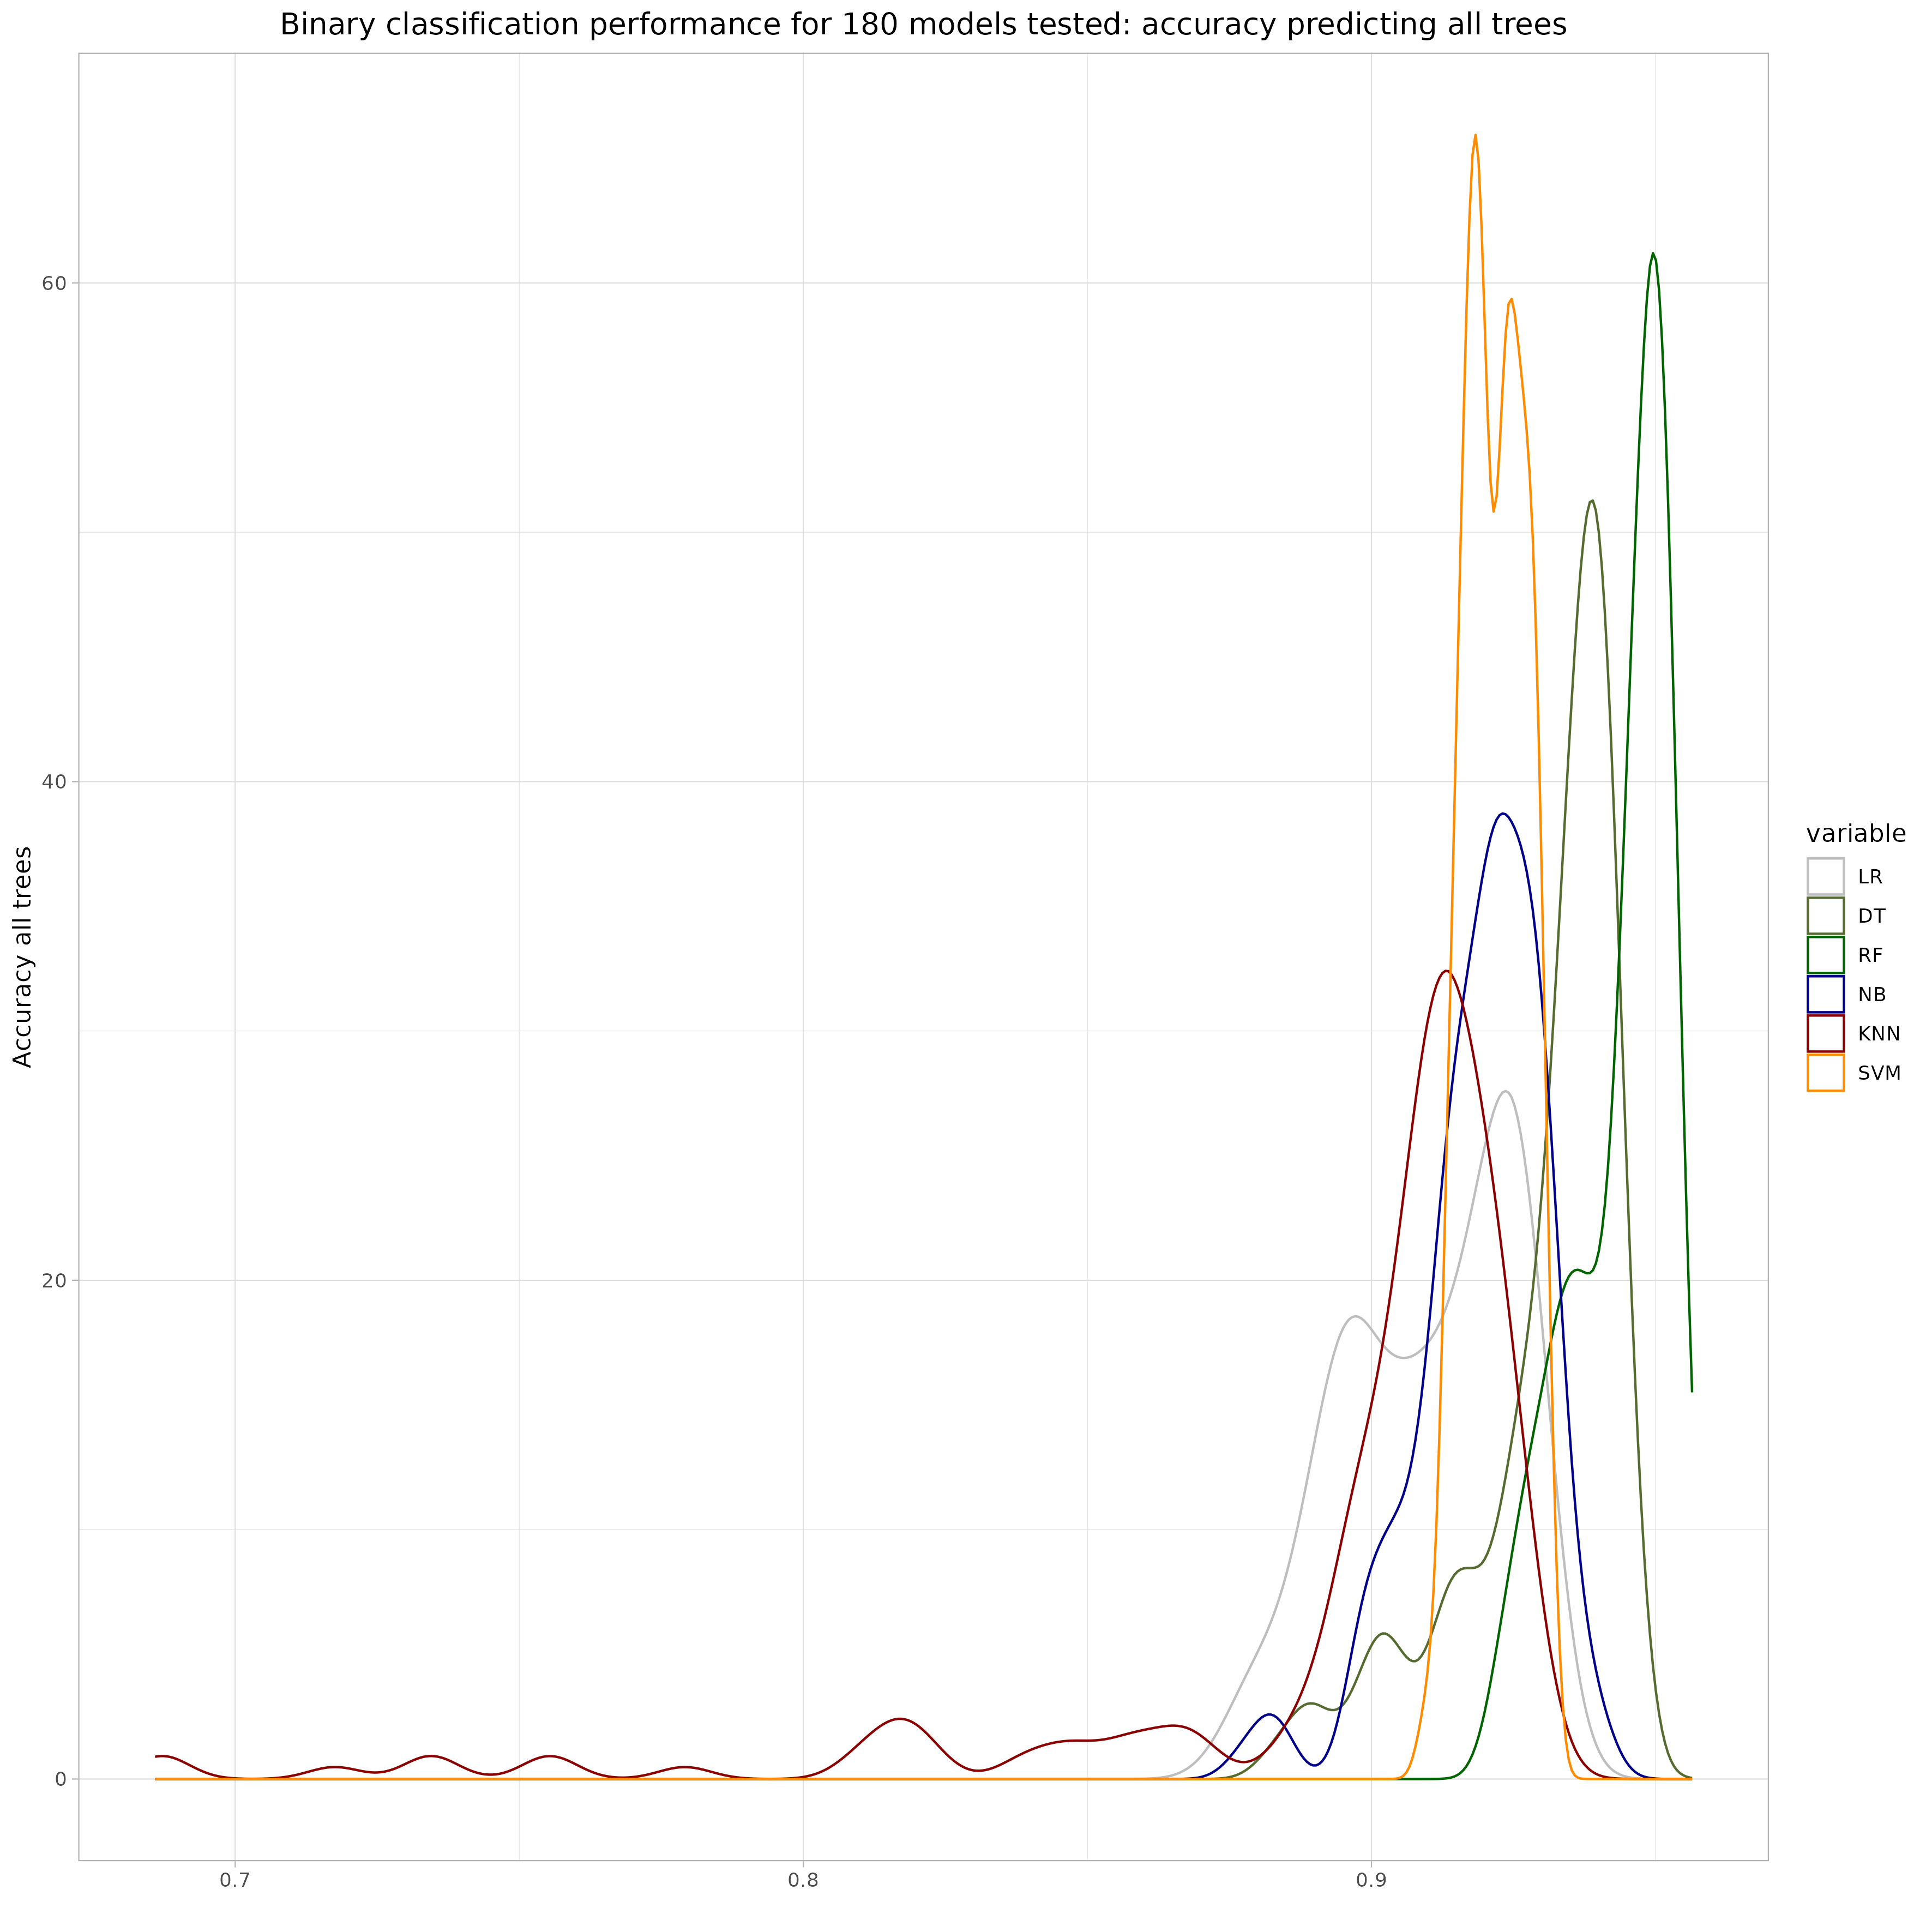 Binary classification performance for 180 models tested: accuracy predicting all trees
Accuracy all trees
60
40
20
0
0.7
0.8
0.9
variable
LR
DT
RF
NB
KNN
SVM